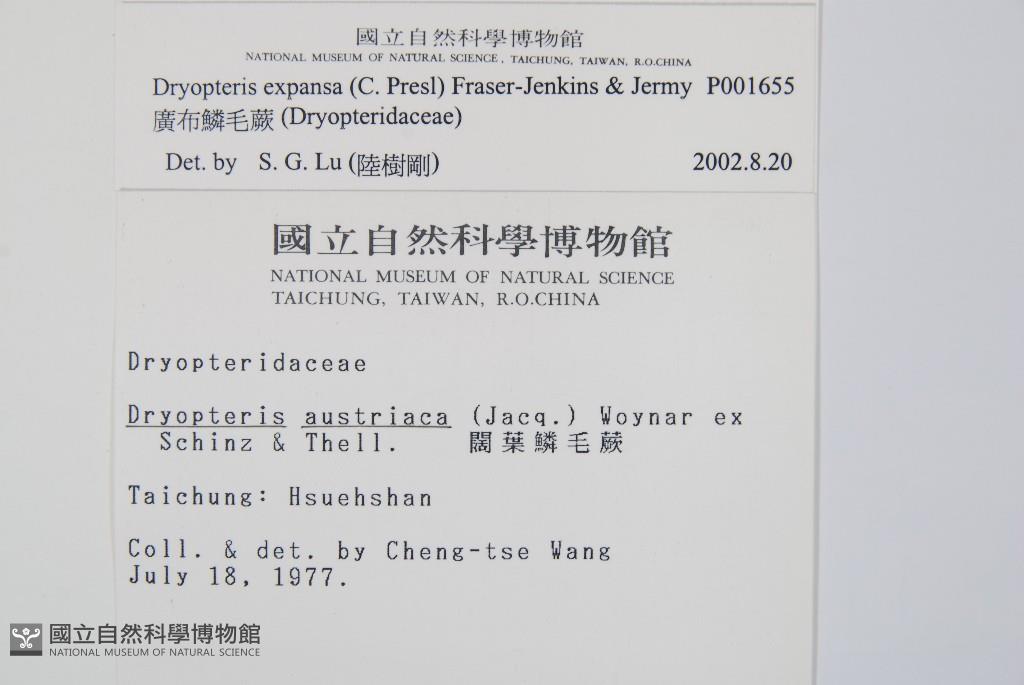 國立自然科學博物館
NATIONAL MUSEUM OF NATURAL SCIENCE, TAICHUNG, TAIWAN, R.O.CHINA
Dryopteris expansa (C. Presl) Fraser-Jenkins & Jermy P001655
廣布鱗毛蕨 (Dryopteridaceae)
Det. by S. G. Lu (陸樹剛) 2002.8.20
國立自然科學博物館
NATIONAL MUSEUM OF NATURAL SCIENCE
TAICHUNG, TAIWAN, R.O.CHINA
Dryopteridaceae
Dryopteris austriaca (Jacq.) Woynar ex
Schinz & Thell. 闊葉鱗毛蕨
Taichung: Hsuehshan
Coll. & det. by Cheng-tse Wang
July 18, 1977.
國立自然科學博物館
NATIONAL MUSEUM OF NATURAL SCIENCE